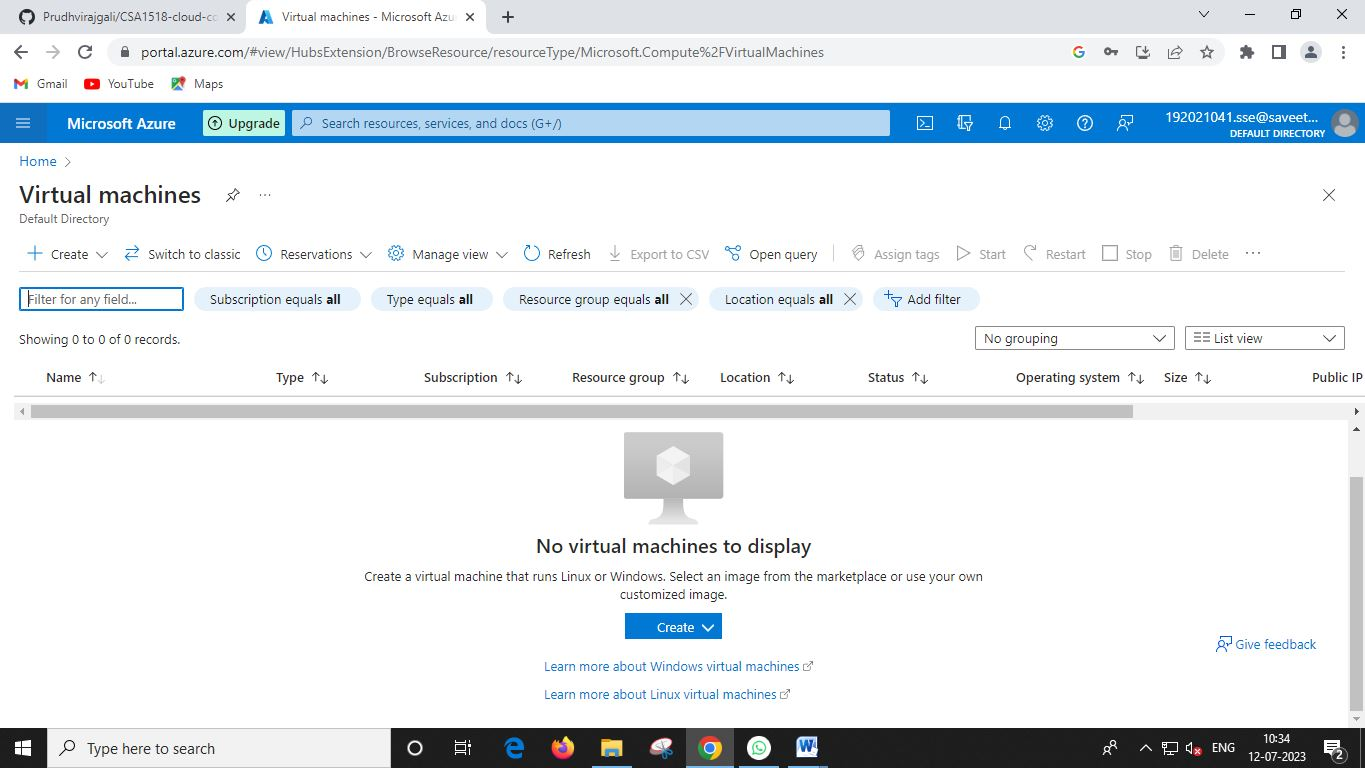 Prudhvirajgali/CSA1518-cloud-co
Virtual machines - Microsoft Azu
portal.azure.com/#view/HubsExtension/BrowseResource/resourceType/Microsoft.Compute%2FVirtualMachines
Gmail YouTube Maps
Microsoft Azure Upgrade Search resources, services, and docs (G+/) 192021041.sse@saveet...
DEFAULT DIRECTORY
Home
Virtual machines ...
Default Directory
Create Switch to classic Reservations Manage view Refresh Export to CSV Open query Assign tags Start Restart Stop Delete ...
Filter for any field... Subscription equals all Type equals all Resource group equals all Location equals all Add filter
Showing 0 to 0 of 0 records. No grouping List view
Name Type Subscription Resource group Location Status Operating system Size Public IP
No virtual machines to display
Create a virtual machine that runs Linux or Windows. Select an image from the marketplace or use your own
customized image.
Create
Give feedback
Learn more about Windows virtual machines
Learn more about Linux virtual machines
Type here to search ENG 10:34
12-07-2023 2